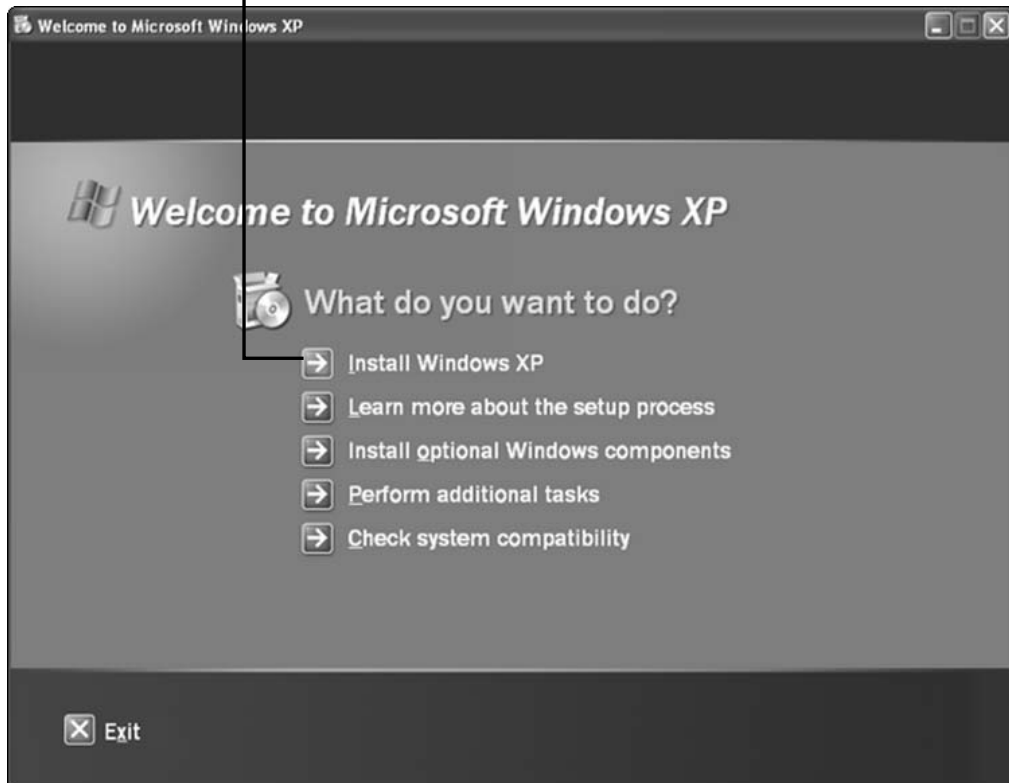 Welcome to Microsoft Windows XP
Welcome to Microsoft Windows XP
What do you want to do?
Install Windows XP
Learn more about the setup process
Install optional Windows components
Perform additional tasks
Check system compatibility
Exit